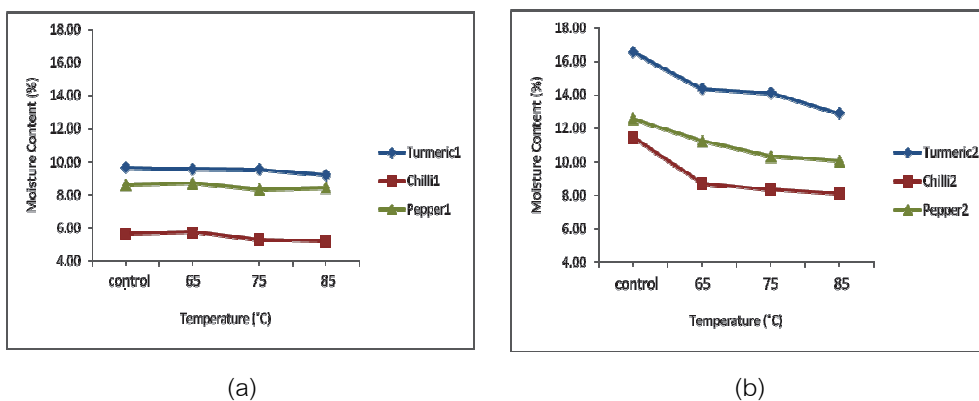 18.00
16.00
14.00
12.00
10.00
8.00
6.00
4.00
Moisture Content (%)
control 65 75 85
Temperature (°C)
Turmeric1
Chilli1
Pepper1
(a)
18.00
16.00
14.00
12.00
10.00
8.00
6.00
4.00
Moisture Content (%)
control 65 75 85
Temperature (°C)
Turmeric2
Chilli2
Pepper2
(b)